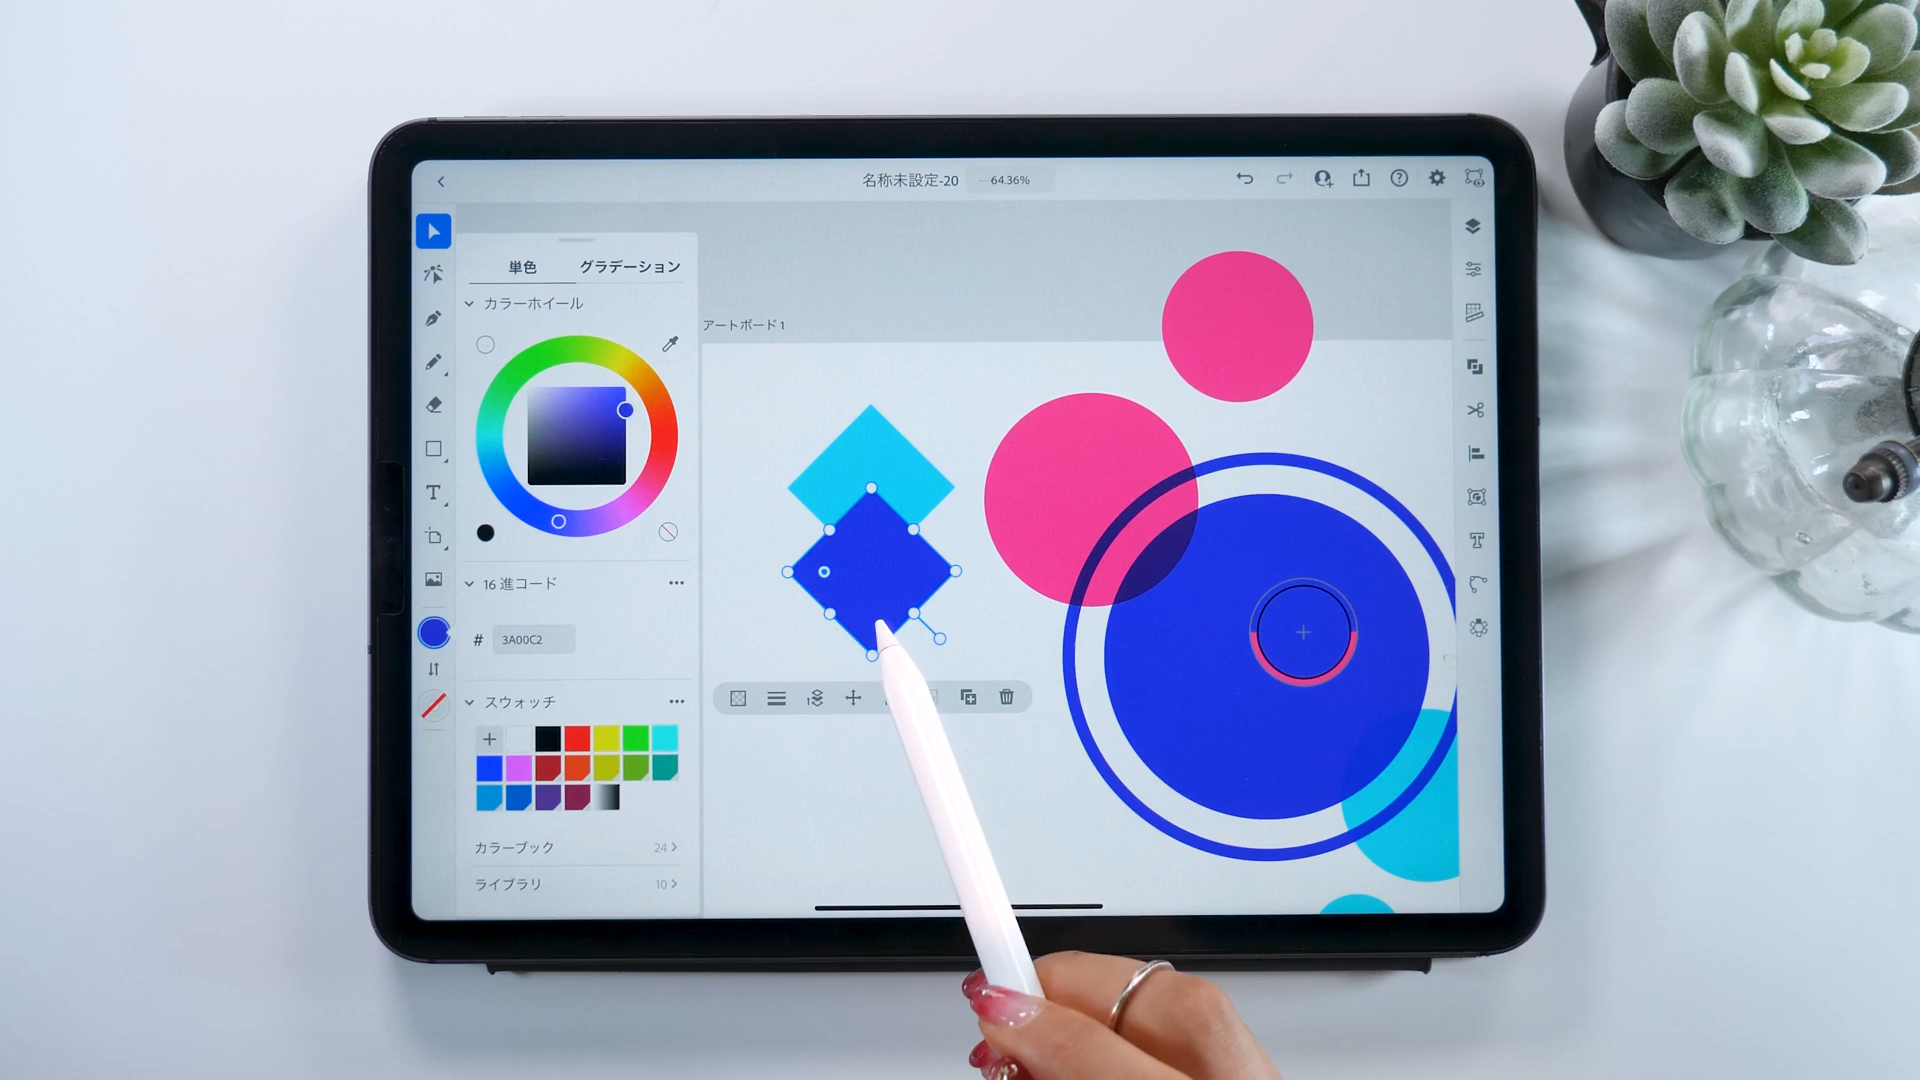 名称未設定-20
64.36%
単色
グラデーション
カラーホイール
アートボード1
16 進コード
# 3A00C2
スウォッチ
カラーブック
24
ライブラリ
10